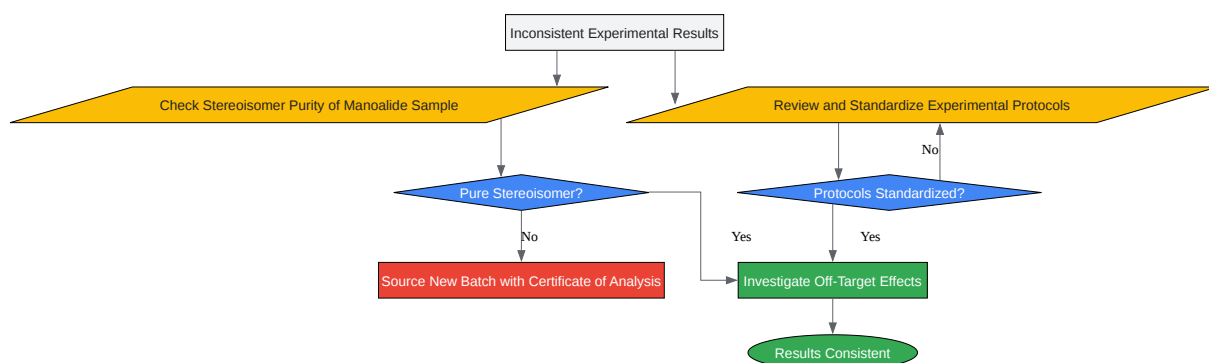 Inconsistent Experimental Results
Check Stereoisomer Purity of Manoalide Sample
Review and Standardize Experimental Protocols
No
Pure Stereoisomer?
Protocols Standardized?
No
Yes
Yes
Source New Batch with Certificate of Analysis
Investigate Off-Target Effects
Results Consistent